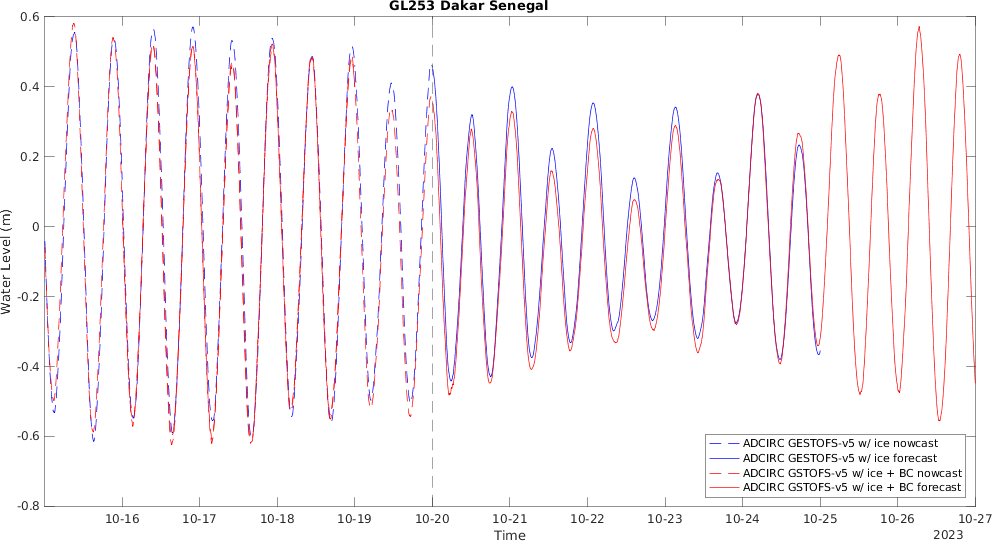 GL253 Dakar Senegal
0.6
0.4
0.2
0
-0.2
-0.4
-0.6
-0.8
Water Level (m)
ADCIRC GESTOFS-v5 w/ ice nowcast
ADCIRC GESTOFS-v5 w/ ice forecast
ADCIRC GSTOFS-v5 w/ ice + BC nowcast
ADCIRC GSTOFS-v5 w/ ice + BC forecast
10-16 10-17 10-18 10-19 10-20 10-21 10-22 10-23 10-24 10-25 10-26 10-27
Time
2023